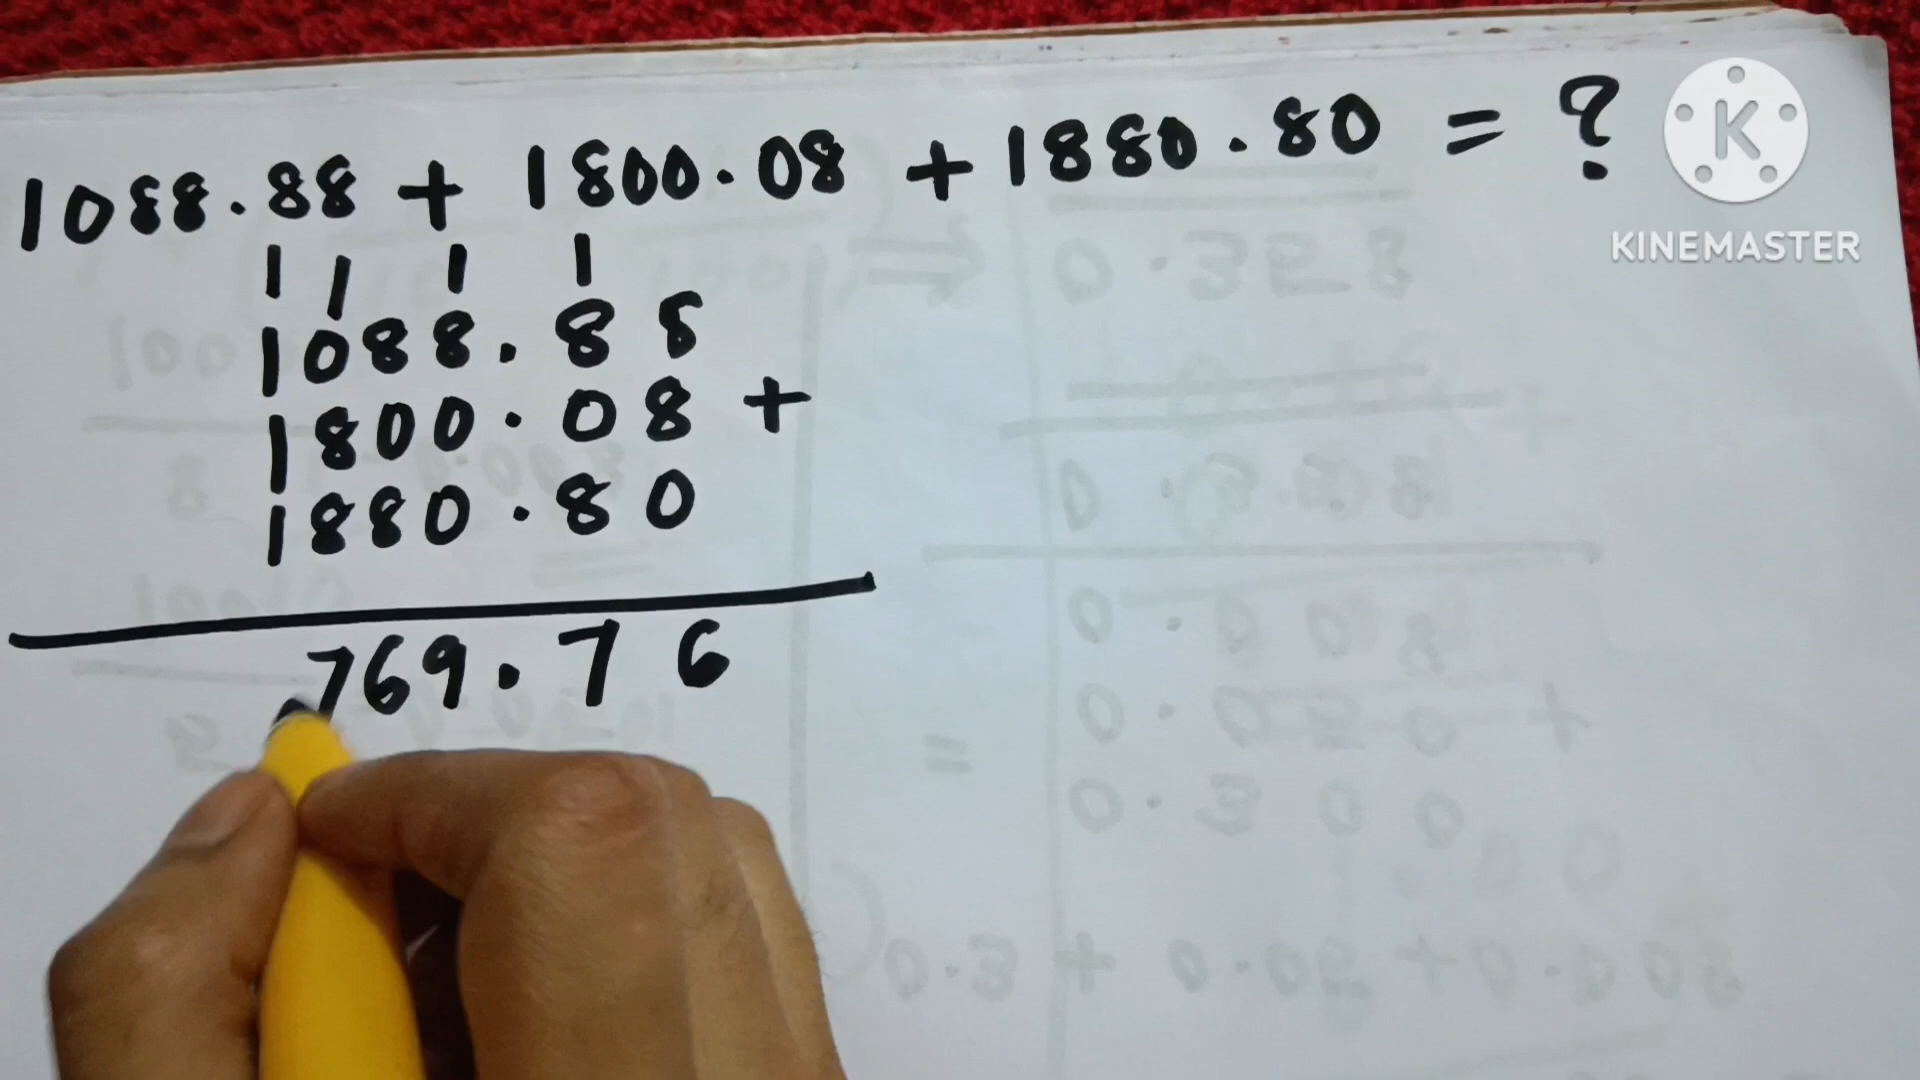 1088.88 + 1800.08 + 1880.80 = ?
K
KINEMASTER
1 1 1 1
1088.88
1800.08 +
1880.80
769.76